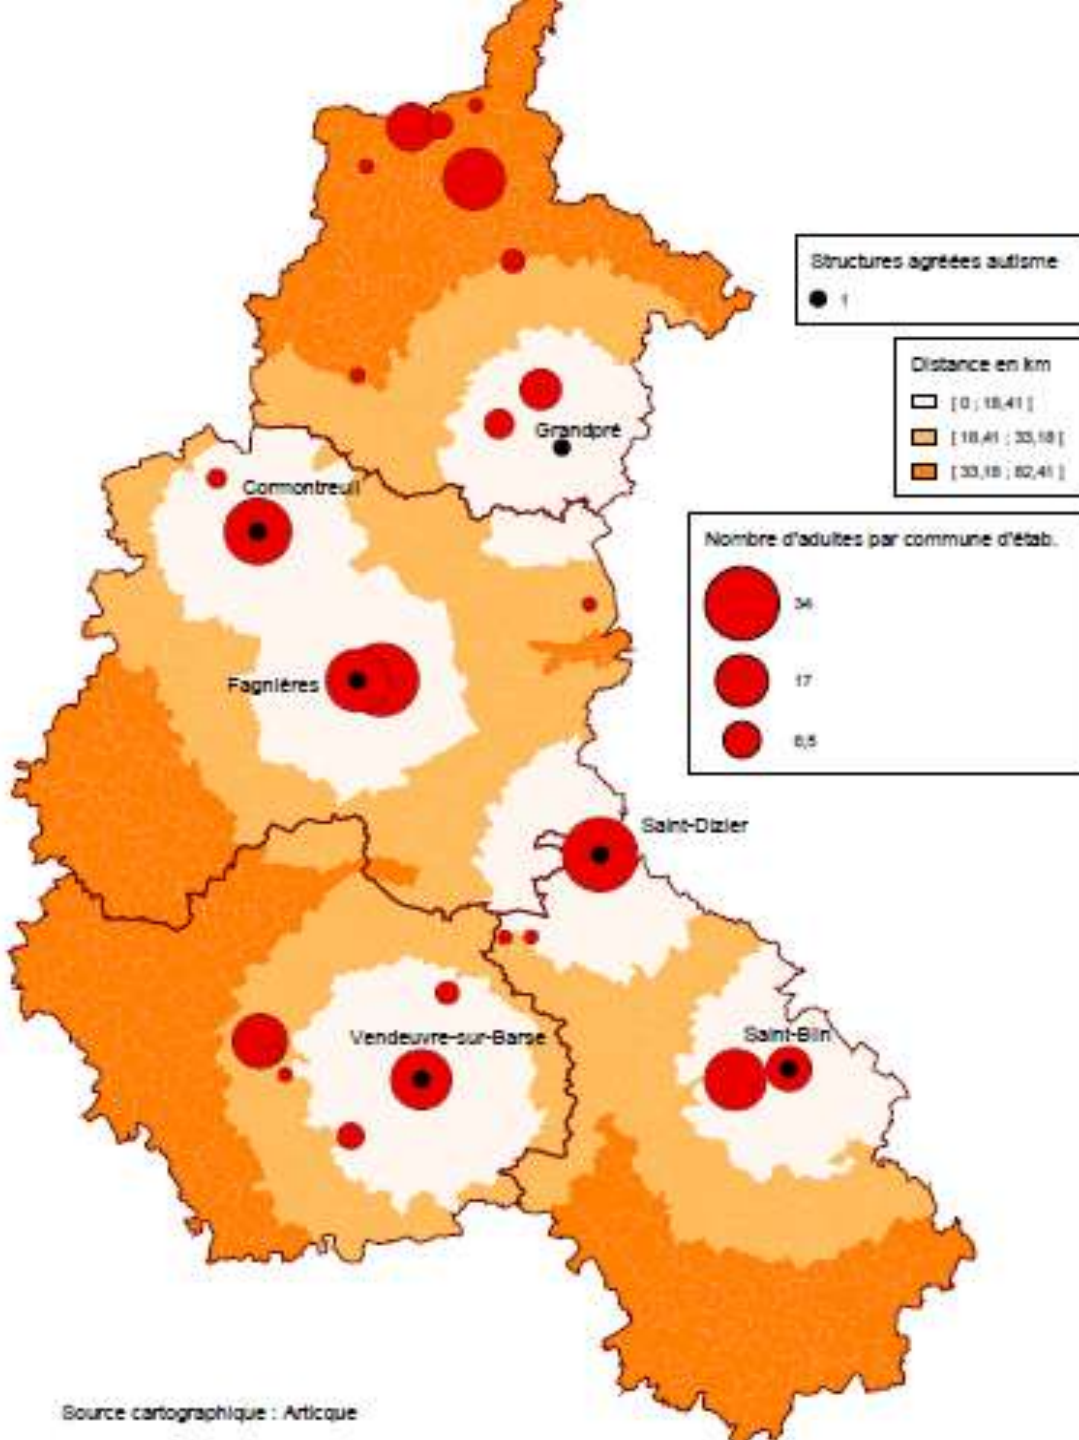 Structures agréées autisme
1
Distance en km
[ 0 ; 18,41 ]
[ 18,41 ; 33,18 [
[ 33,18 ; 82,41 ]
Grandpré
Cormontreuil
Nombre d'adultes par commune d'étab.
34
17
8,5
Fagnières
Saint-Dizier
Vendeuvre-sur-Barse
Saint-Blin
Source cartographique : Articque